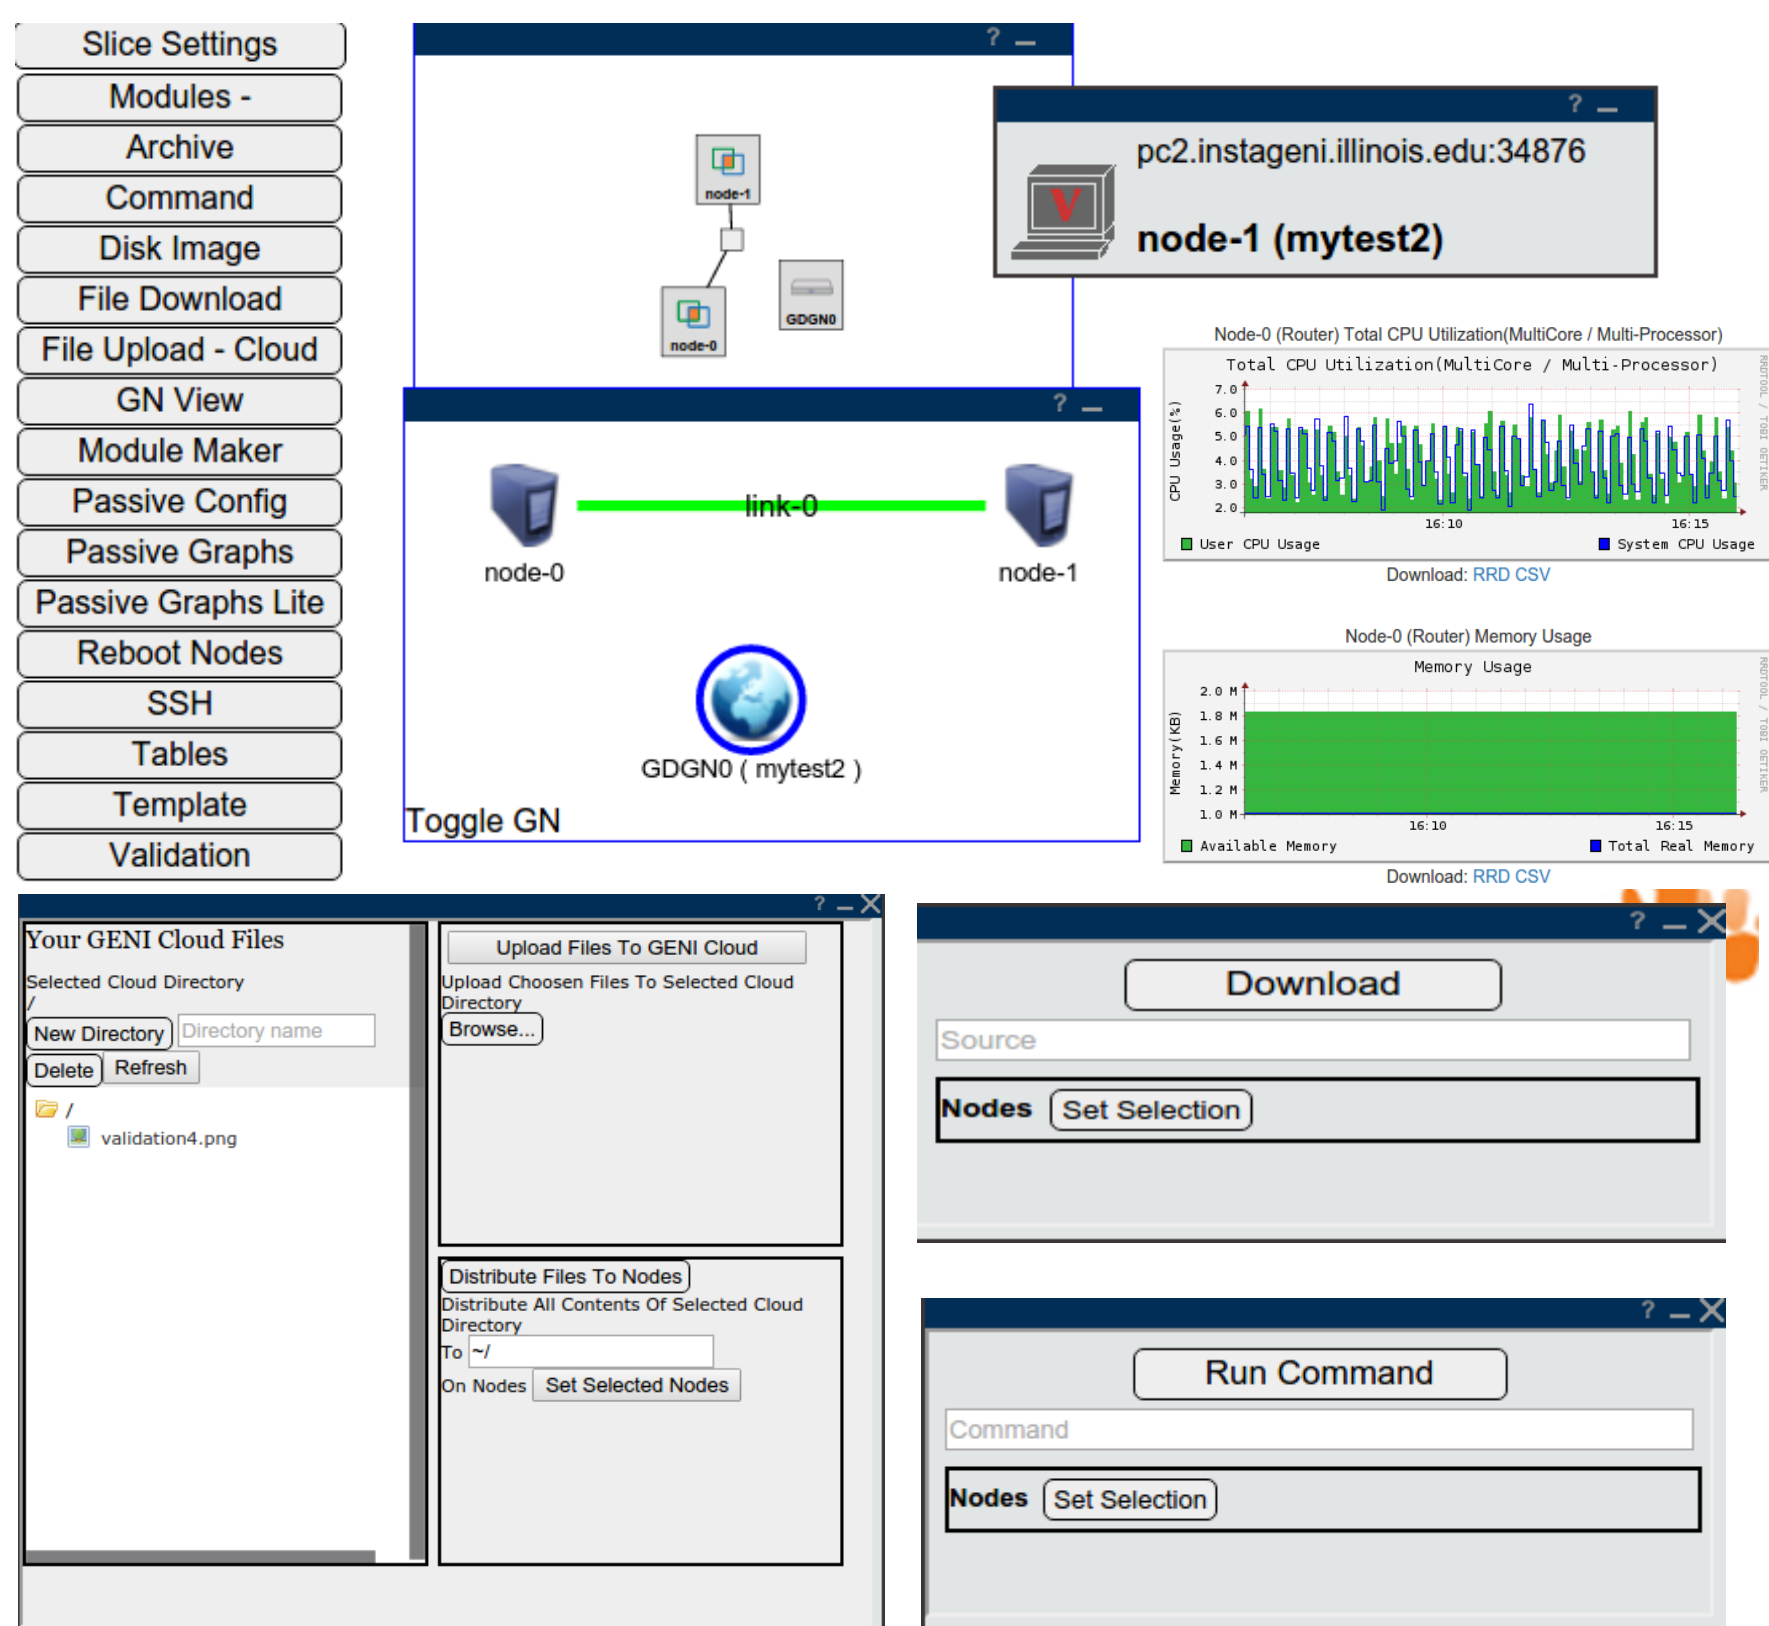 Slice Settings
Modules -
Archive
Command
Disk Image
File Download
File Upload - Cloud
GN View
Module Maker
Passive Config
Passive Graphs
Passive Graphs Lite
Reboot Nodes
SSH
Tables
Template
Validation
? _
node-1
node-0
GDGN0
? _
pc2.instageni.illinois.edu:34876
V
node-1 (mytest2)
? _
link-0
node-0
node-1
GDGN0 ( mytest2 )
Toggle GN
Node-0 (Router) Total CPU Utilization(MultiCore / Multi-Processor)
Total CPU Utilization(MultiCore / Multi-Processor)
CPU Usage(%)
7.0
6.0
5.0
4.0
3.0
2.0
16:10
16:15
User CPU Usage
System CPU Usage
RRDTOOL / TOBI OETIKER
Download: RRD CSV
Node-0 (Router) Memory Usage
Memory Usage
Memory(KB)
2.0 M
1.8 M
1.6 M
1.4 M
1.2 M
1.0 M
16:10
16:15
Available Memory
Total Real Memory
RRDTOOL / TOBI OETIKER
Download: RRD CSV
? _ X
Your GENI Cloud Files
Selected Cloud Directory
/
New Directory
Directory name
Delete
Refresh
/
validation4.png
Upload Files To GENI Cloud
Upload Choosen Files To Selected Cloud
Directory
Browse...
Distribute Files To Nodes
Distribute All Contents Of Selected Cloud
Directory
To ~/
On Nodes Set Selected Nodes
? _ X
Download
Source
Nodes Set Selection
? _ X
Run Command
Command
Nodes Set Selection